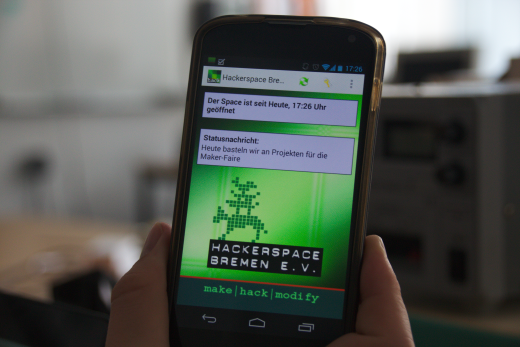 17:26
Hackerspace Bre...
Der Space ist seit Heute, 17:26 Uhr
geöffnet
Statusnachricht:
Heute basteln wir an Projekten für die
Maker-Faire
HACKERSPACE
BREMEN E.V.
make|hack|modify